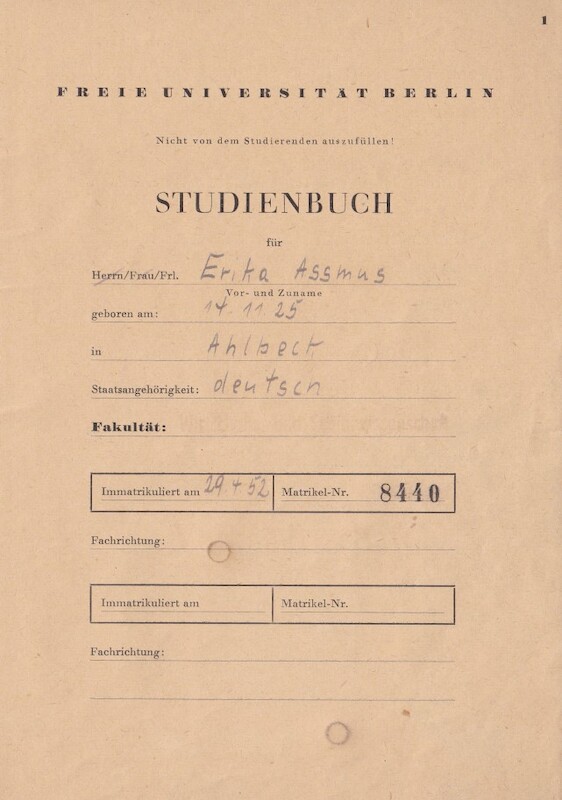 1
FREIE UNIVERSITÄT BERLIN
Nicht von dem Studierenden auszufüllen!
STUDIENBUCH
für
Herrn/Frau/Frl. Erika Assmus
Vor- und Zuname
geboren am: 14.11.25
in Ahlbeck
Staatsangehörigkeit: deutsch
Fakultät:
Immatrikuliert am 29.4.52 Matrikel-Nr. 8440
Fachrichtung:
Immatrikuliert am Matrikel-Nr.
Fachrichtung: